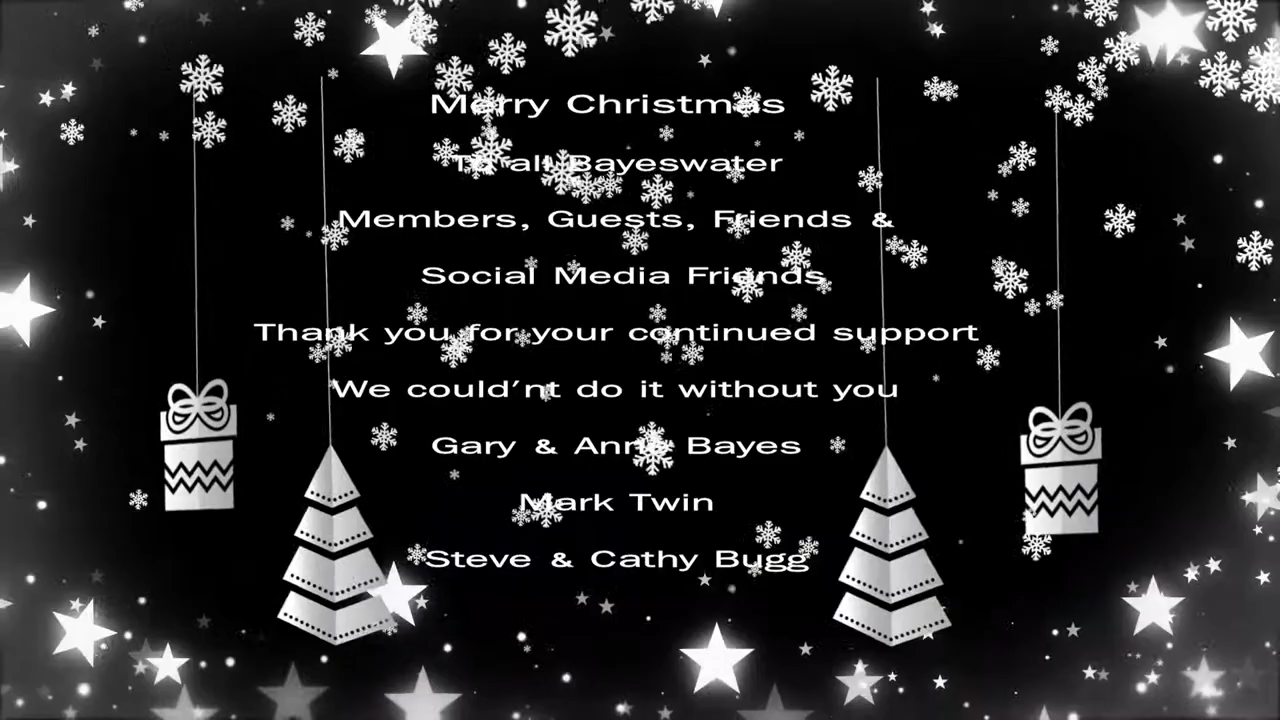 Merry Christmas
To all Bayeswater
Members, Guests, Friends &
Social Media Friends
Thank you for your continued support
We could'nt do it without you
Gary & Anne Bayes
Mark Twin
Steve & Cathy Bugg